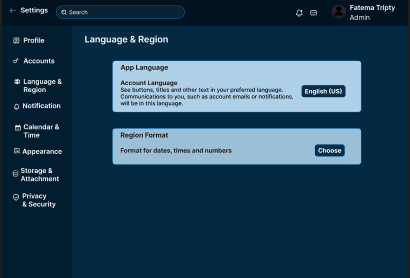 Settings
Search
Fatema Tripty
Admin
Profile
Accounts
Language &
Region
Notification
Calendar &
Time
Appearance
Storage &
Attachment
Privacy
& Security
Language & Region
App Language
Account Language
See buttons, titles and other text in your preferred language.
Communications to you, such as account emails or notifications,
will be in this language.
English (US)
Region Format
Format for dates, times and numbers
Choose